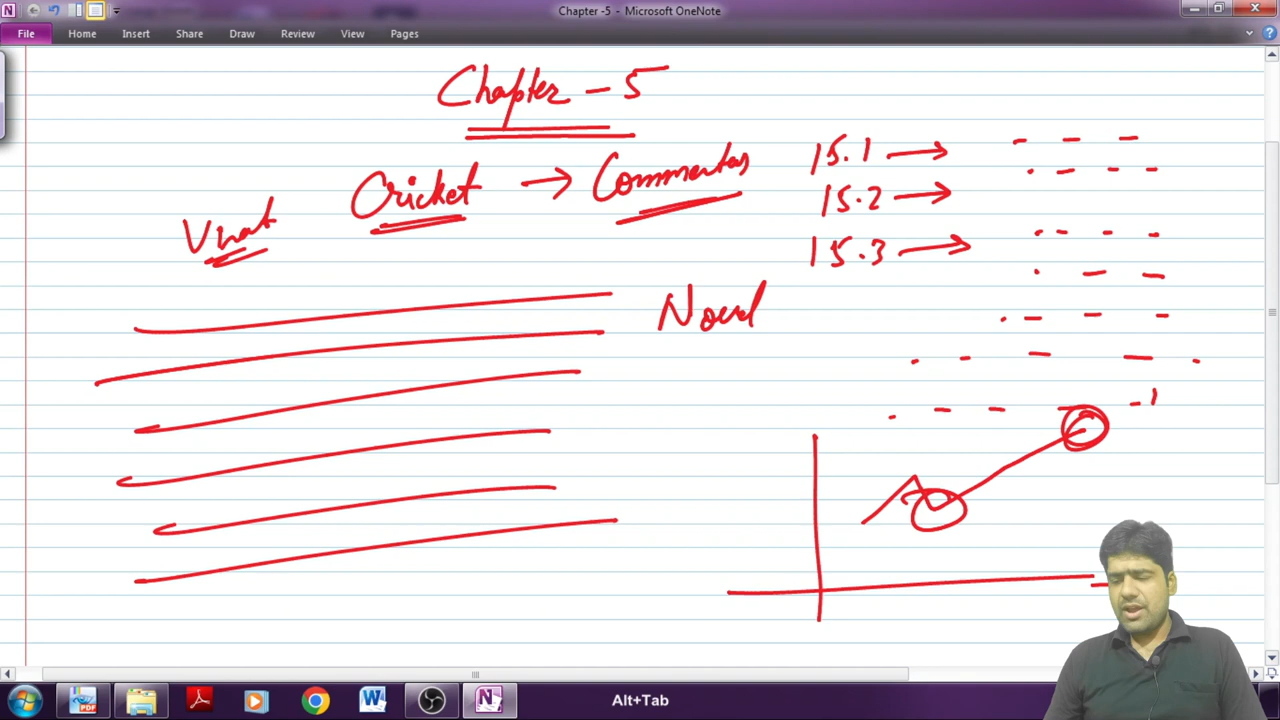 Chapter -5 - Microsoft OneNote
File Home Insert Share Draw Review View Pages
Chapter - 5
Cricket → Commentary
Virat
15.1 →
15.2 →
15.3 →
Novel
Alt+Tab